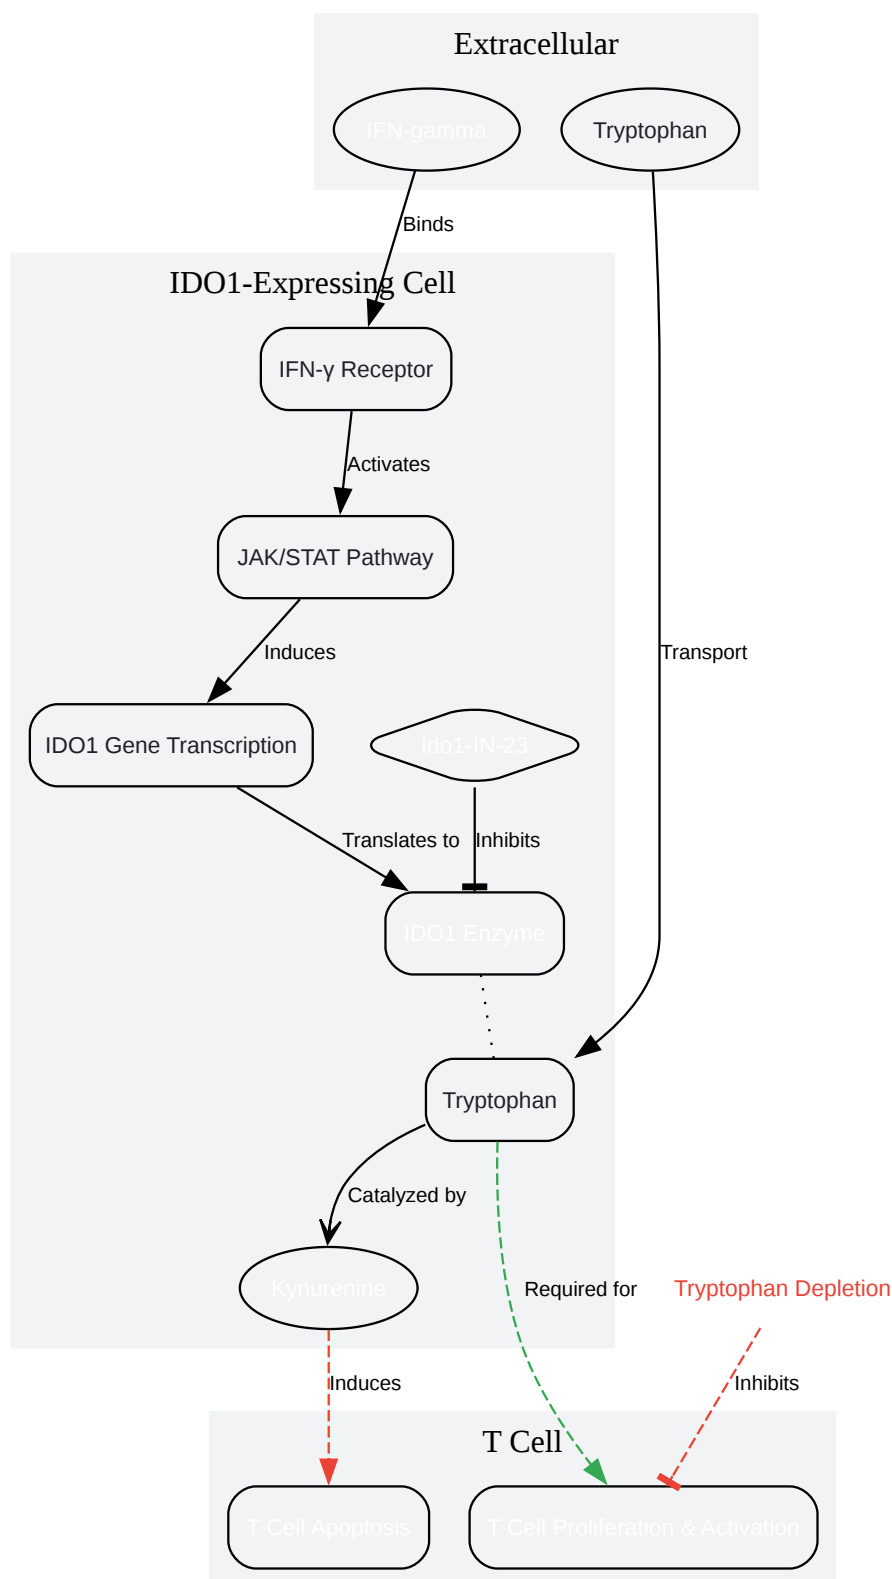 Extracellular
IFN-gamma
Tryptophan
Binds
IDO1-Expressing Cell
IFN-γ Receptor
Activates
JAK/STAT Pathway
Induces
Transport
IDO1 Gene Transcription
Ido1-IN-23
Translates to
Inhibits
IDO1 Enzyme
Tryptophan
Catalyzed by
Kynurenine
Required for
Tryptophan Depletion
Induces
Inhibits
T Cell
T Cell Apoptosis
T Cell Proliferation & Activation